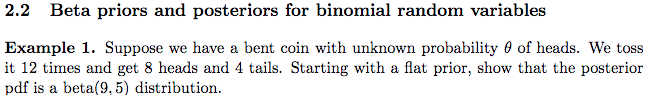 2.2 Beta priors and posteriors for binomial random variables
Example 1. Suppose we have a bent coin with unknown probability θ of heads. We toss
it 12 times and get 8 heads and 4 tails. Starting with a flat prior, show that the posterior
pdf is a beta(9, 5) distribution.